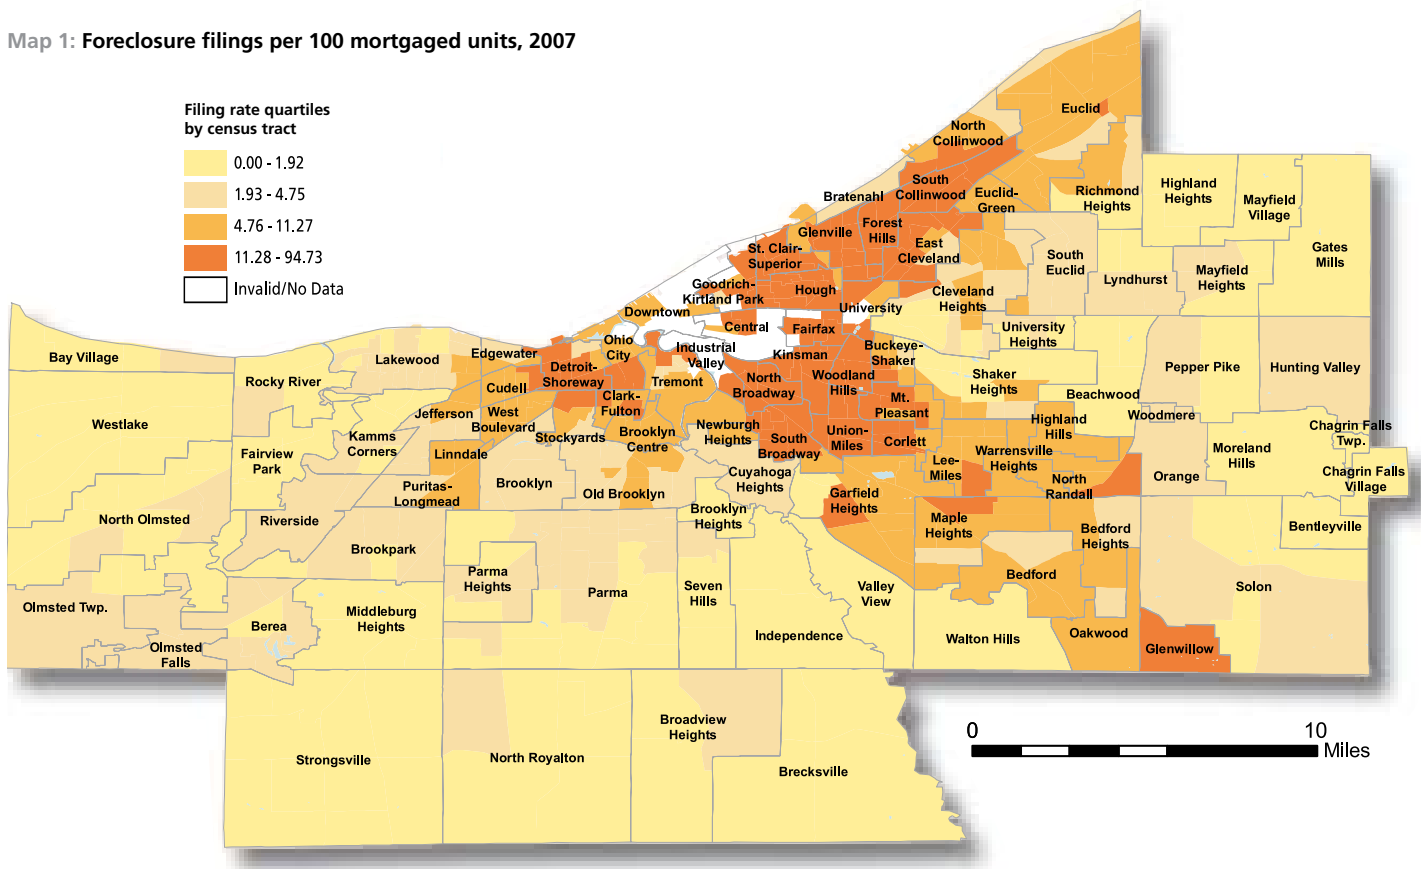 Map 1: Foreclosure filings per 100 mortgaged units, 2007
Filing rate quartiles
by census tract
0.00 - 1.92
1.93 - 4.75
4.76 - 11.27
11.28 - 94.73
Invalid/No Data
Euclid
North
Collinwood
South
Collinwood
Euclid-
Green
Richmond
Heights
Highland
Heights
Mayfield
Village
Bratenahl
Glenville
Forest
Hills
East
Cleveland
St. Clair-
Superior
South
Euclid
Gates
Mills
Lyndhurst
Mayfield
Heights
Goodrich-
Kirtland Park
Hough
Cleveland
Heights
University
Downtown
Central
Fairfax
University
Heights
Ohio
City
Industrial
Valley
Kinsman
Buckeye-
Shaker
Bay Village
Lakewood
Edgewater
Detroit-
Shoreway
Rocky River
Cudell
Tremont
North
Broadway
Woodland
Hills
Shaker
Heights
Beachwood
Pepper Pike
Hunting Valley
Clark-
Fulton
Mt.
Pleasant
Jefferson
West
Boulevard
Woodmere
Westlake
Kamms
Corners
Stockyards
Brooklyn
Centre
Newburgh
Heights
South
Broadway
Union-
Miles
Corlett
Highland
Hills
Chagrin Falls
Twp.
Fairview
Park
Linndale
Lee-
Miles
Warrensville
Heights
Moreland
Hills
Chagrin Falls
Village
Puritas-
Longmead
Brooklyn
Old Brooklyn
Cuyahoga
Heights
North
Randall
Orange
Garfield
Heights
North Olmsted
Riverside
Brooklyn
Heights
Maple
Heights
Bedford
Heights
Bentleyville
Brookpark
Parma
Heights
Parma
Seven
Hills
Valley
View
Bedford
Solon
Olmsted Twp.
Berea
Middleburg
Heights
Independence
Walton Hills
Oakwood
Glenwillow
Olmsted
Falls
Broadview
Heights
Strongsville
North Royalton
Brecksville
0
10
Miles